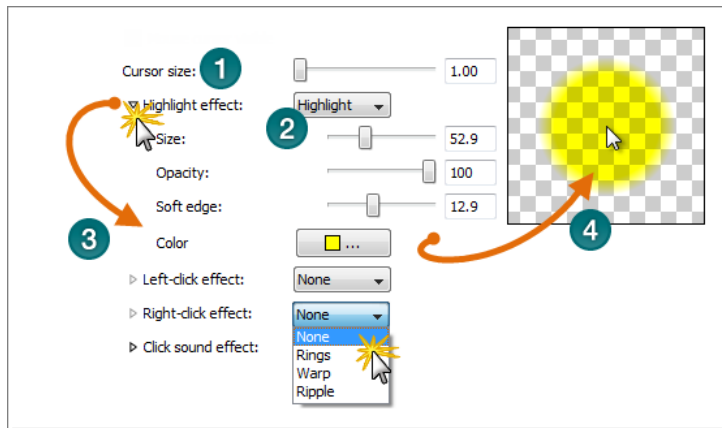 Cursor size: 1 1.00
Highlight effect: Highlight
2
Size: 52.9
Opacity: 100
Soft edge: 12.9
3 Color ... 4
Left-click effect: None
Right-click effect: None
None
Click sound effect: Rings
Warp
Ripple